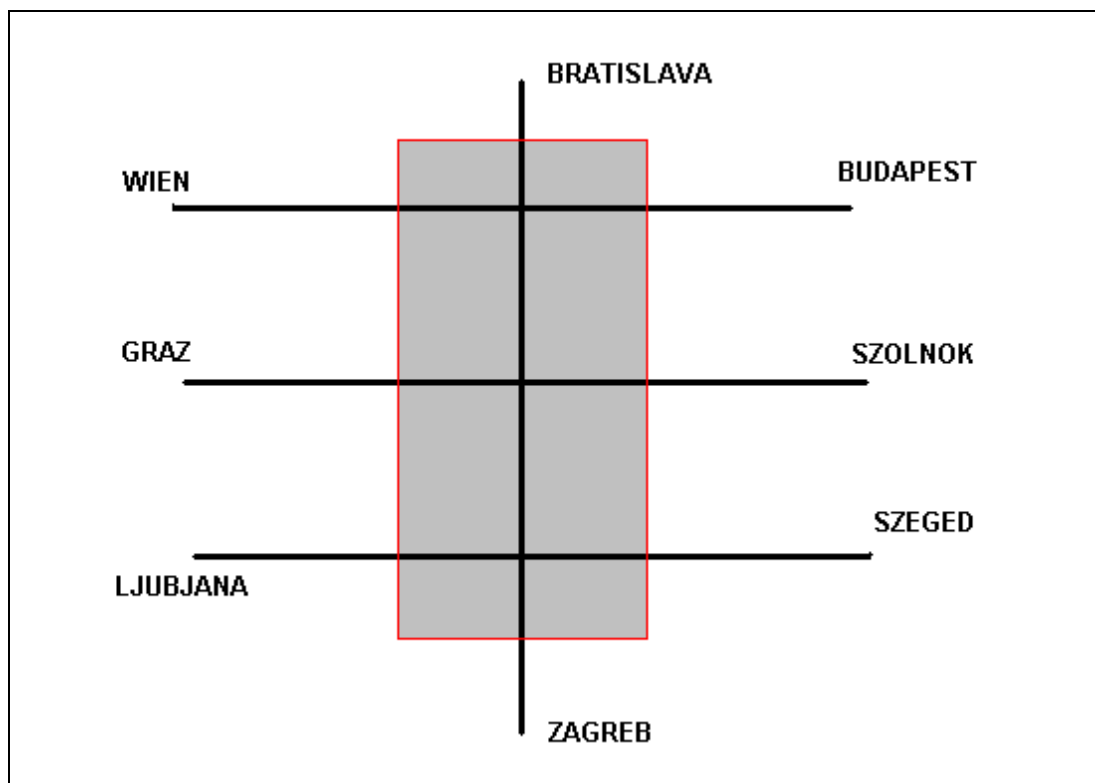 BRATISLAVA
WIEN
BUDAPEST
GRAZ
SZOLNOK
SZEGED
LJUBJANA
ZAGREB